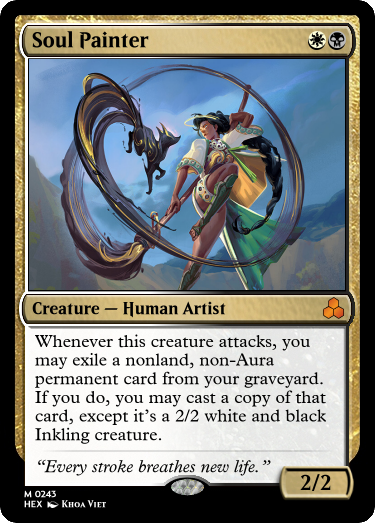 Soul Painter
Creature — Human Artist
Whenever this creature attacks, you
may exile a nonland, non-Aura
permanent card from your graveyard.
If you do, you may cast a copy of that
card, except it's a 2/2 white and black
Inkling creature.
“Every stroke breathes new life.”
2/2
M 0243
HEX Khoa Viet